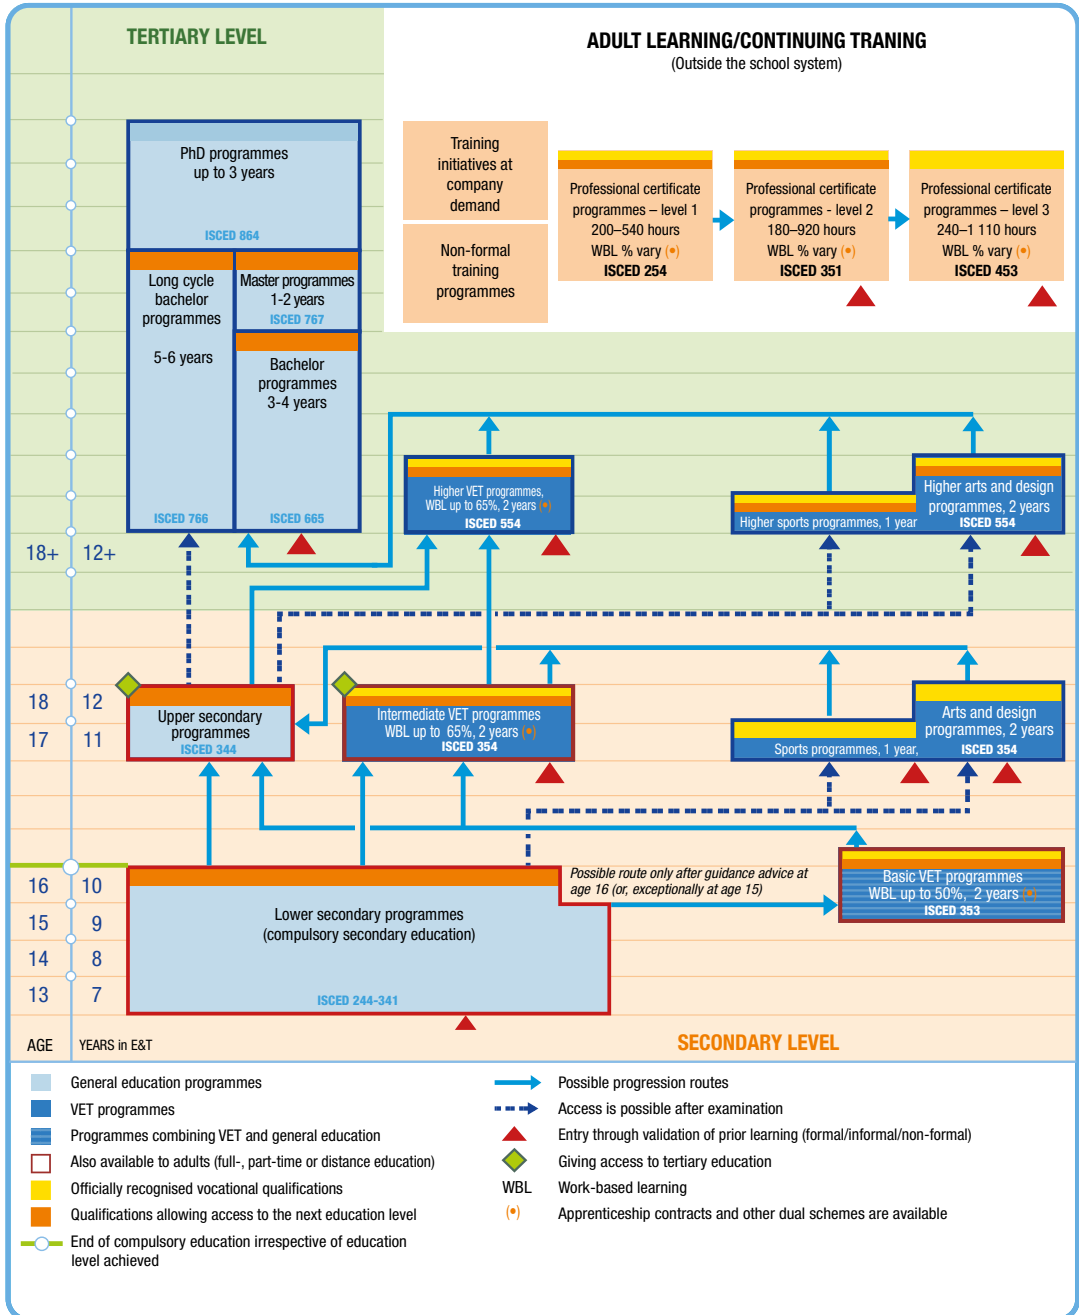 TERTIARY LEVEL
ADULT LEARNING/CONTINUING TRANING
(Outside the school system)
PhD programmes
up to 3 years
ISCED 864
Training
initiatives at
company
demand
Non-formal
training
programmes
Professional certificate
programmes – level 1
200–540 hours
WBL % vary (•)
ISCED 254
Professional certificate
programmes - level 2
180–920 hours
WBL % vary (•)
ISCED 351
Professional certificate
programmes – level 3
240–1 110 hours
WBL % vary (•)
ISCED 453
Long cycle
bachelor
programmes
5-6 years
ISCED 766
Master programmes
1-2 years
ISCED 767
Bachelor
programmes
3-4 years
ISCED 665
Higher VET programmes,
WBL up to 65%, 2 years (•)
ISCED 554
Higher sports programmes, 1 year
Higher arts and design
programmes, 2 years
ISCED 554
18+ 12+
18 12
17 11
Upper secondary
programmes
ISCED 344
Intermediate VET programmes
WBL up to 65%, 2 years (•)
ISCED 354
Sports programmes, 1 year,
Arts and design
programmes, 2 years
ISCED 354
16 10
15 9
14 8
13 7
Lower secondary programmes
(compulsory secondary education)
ISCED 244-341
Possible route only after guidance advice at
age 16 (or, exceptionally at age 15)
Basic VET programmes
WBL up to 50%, 2 years (•)
ISCED 353
AGE YEARS in E&T
SECONDARY LEVEL
General education programmes
VET programmes
Programmes combining VET and general education
Also available to adults (full-, part-time or distance education)
Officially recognised vocational qualifications
Qualifications allowing access to the next education level
End of compulsory education irrespective of education
level achieved
Possible progression routes
Access is possible after examination
Entry through validation of prior learning (formal/informal/non-formal)
Giving access to tertiary education
WBL Work-based learning
(•) Apprenticeship contracts and other dual schemes are available